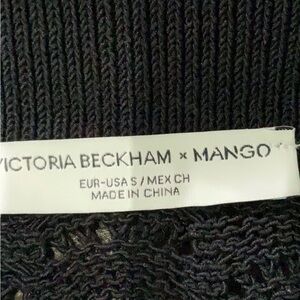 VICTORIA BECKHAM × MANGO
EUR-USA S / MEX CH
MADE IN CHINA